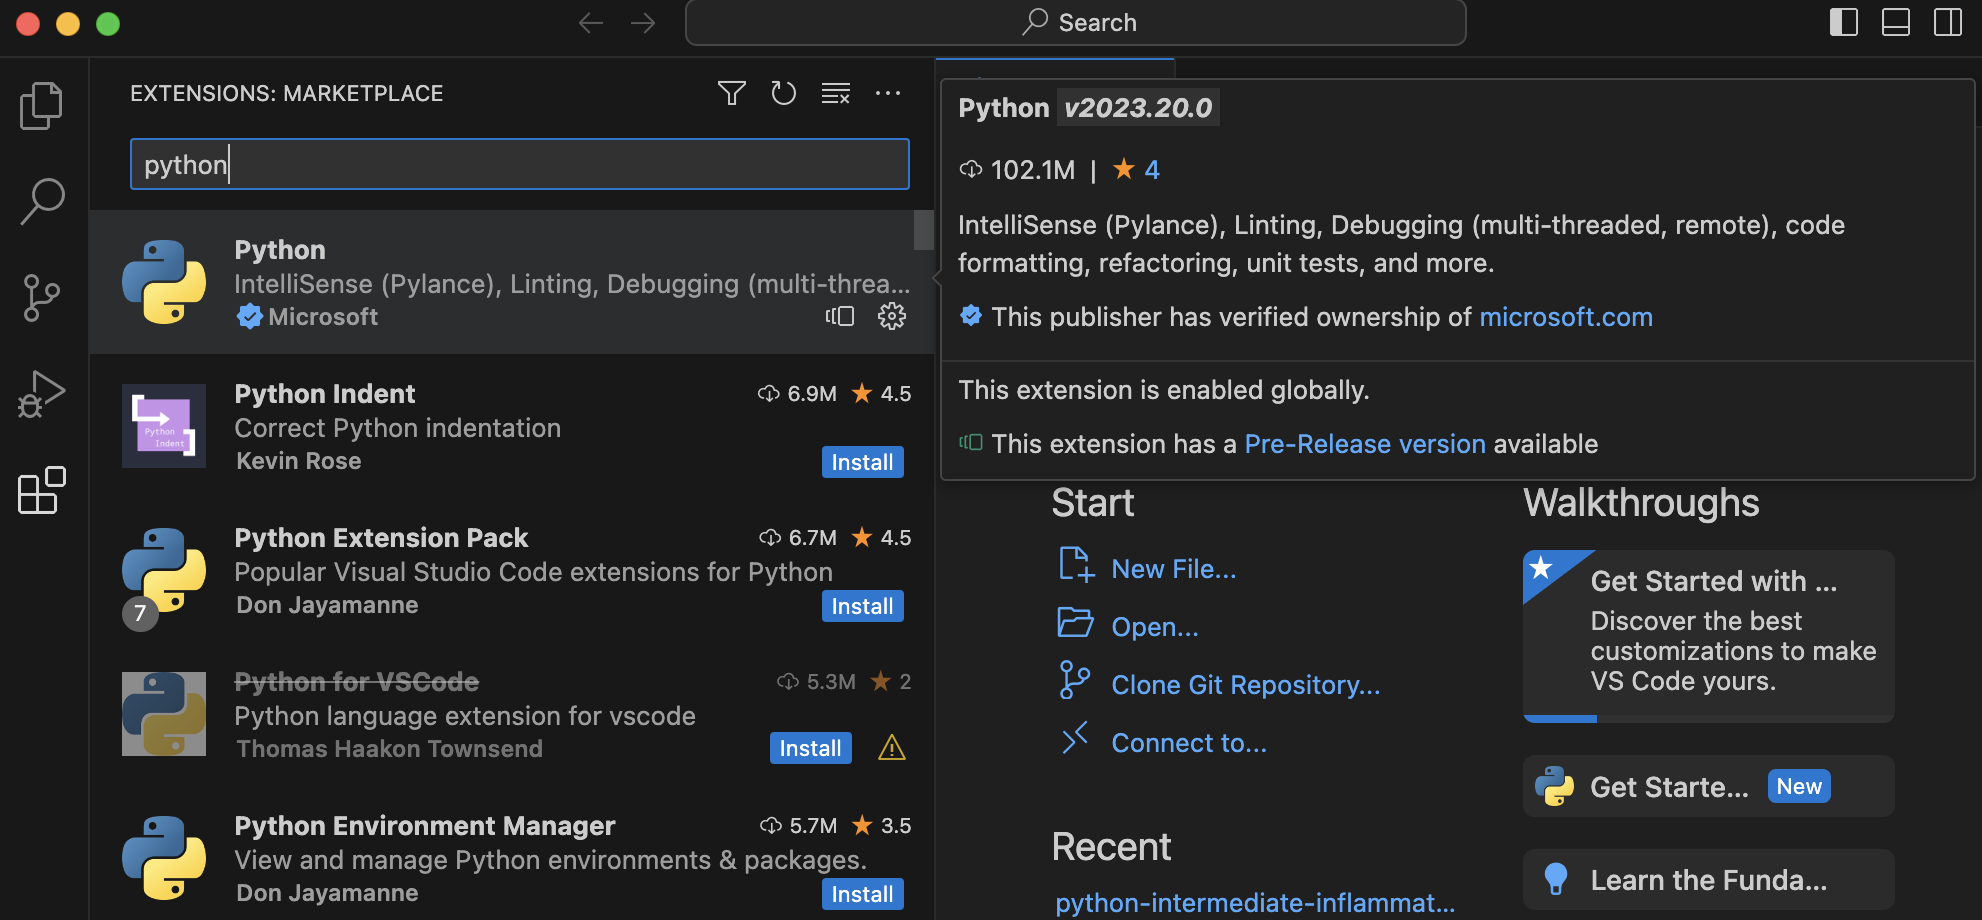 Search
EXTENSIONS: MARKETPLACE
python
Python
IntelliSense (Pylance), Linting, Debugging (multi-threa...
Microsoft
Python Indent
6.9M 4.5
Correct Python indentation
Kevin Rose
Install
Python
Indent
Python Extension Pack
6.7M 4.5
Popular Visual Studio Code extensions for Python
Don Jayamanne
Install
7
Python for VSCode
5.3M 2
Python language extension for vscode
Thomas Haakon Townsend
Install
Python Environment Manager
5.7M 3.5
View and manage Python environments & packages.
Don Jayamanne
Install
Python v2023.20.0
102.1M | 4
IntelliSense (Pylance), Linting, Debugging (multi-threaded, remote), code
formatting, refactoring, unit tests, and more.
This publisher has verified ownership of microsoft.com
This extension is enabled globally.
This extension has a Pre-Release version available
Start
New File...
Open...
Clone Git Repository...
Connect to...
Recent
python-intermediate-inflammat...
Walkthroughs
Get Started with ...
Discover the best
customizations to make
VS Code yours.
Get Starte... New
Learn the Funda...